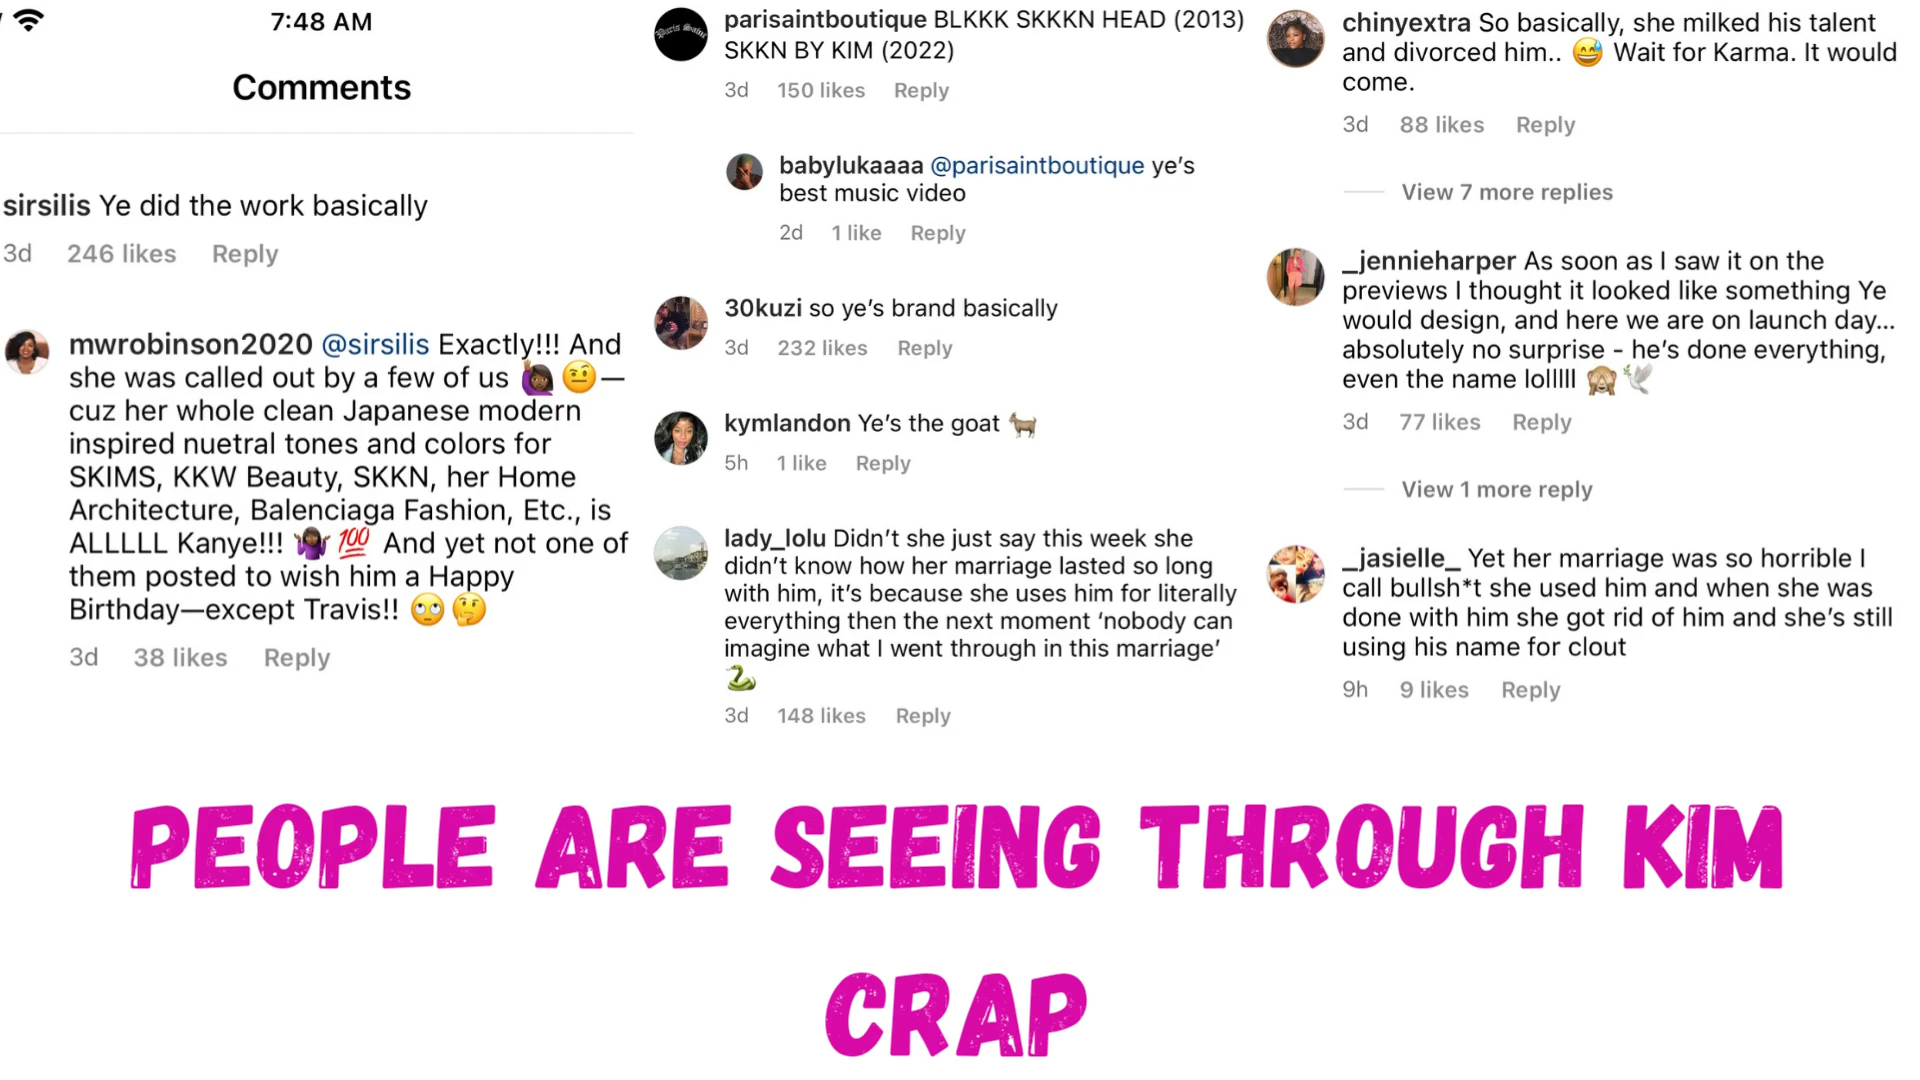 7:48 AM
Comments
sirsilis Ye did the work basically
3d 246 likes Reply
mwrobinson2020 @sirsilis Exactly!!! And
she was called out by a few of us 🙋🏾‍♀️🤨—
cuz her whole clean Japanese modern
inspired nuetral tones and colors for
SKIMS, KKW Beauty, SKKN, her Home
Architecture, Balenciaga Fashion, Etc., is
ALLLLL Kanye!!! 🤷🏾‍♀️💯 And yet not one of
them posted to wish him a Happy
Birthday—except Travis!! 🙄🤔
3d 38 likes Reply
parisaintboutique BLKKK SKKKN HEAD (2013)
SKKN BY KIM (2022)
3d 150 likes Reply
babylukaaaa @parisaintboutique ye’s
best music video
2d 1 like Reply
30kuzi so ye’s brand basically
3d 232 likes Reply
kymlandon Ye’s the goat 🐐
5h 1 like Reply
lady_lolu Didn’t she just say this week she
didn’t know how her marriage lasted so long
with him, it’s because she uses him for literally
everything then the next moment ‘nobody can
imagine what I went through in this marriage’
🐍
3d 148 likes Reply
chinyextra So basically, she milked his talent
and divorced him.. 😅 Wait for Karma. It would
come.
3d 88 likes Reply
View 7 more replies
_jennieharper As soon as I saw it on the
previews I thought it looked like something Ye
would design, and here we are on launch day...
absolutely no surprise - he’s done everything,
even the name lolllll 🙈🕊
3d 77 likes Reply
View 1 more reply
_jasielle_ Yet her marriage was so horrible I
call bullsh*t she used him and when she was
done with him she got rid of him and she’s still
using his name for clout
9h 9 likes Reply
PEOPLE ARE SEEING THROUGH KIM
CRAP